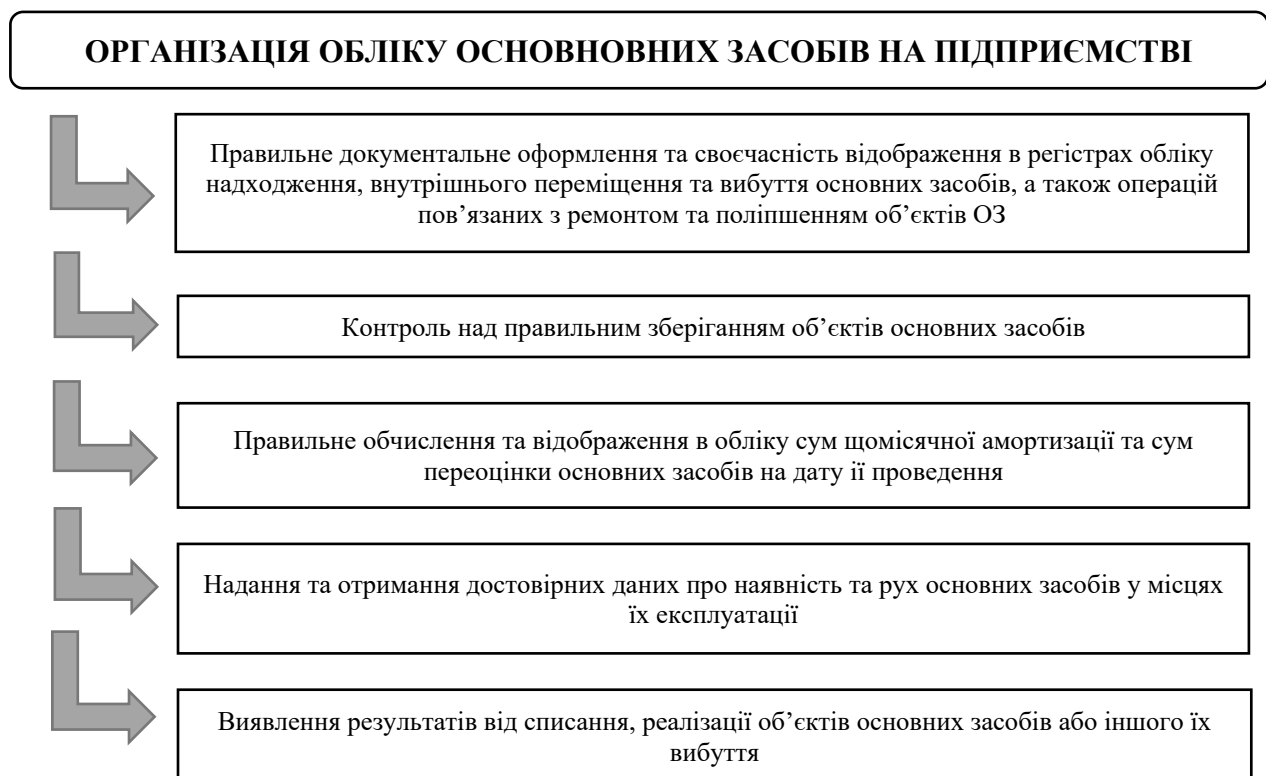 ОРГАНІЗАЦІЯ ОБЛІКУ ОСНОВНОВНИХ ЗАСОБІВ НА ПІДПРИЄМСТВІ
Правильне документальне оформлення та своєчасність відображення в регістрах обліку
надходження, внутрішнього переміщення та вибуття основних засобів, а також операцій
пов’язаних з ремонтом та поліпшенням об’єктів ОЗ
Контроль над правильним зберіганням об’єктів основних засобів
Правильне обчислення та відображення в обліку сум щомісячної амортизації та сум
переоцінки основних засобів на дату ії проведення
Надання та отримання достовірних даних про наявність та рух основних засобів у місцях
їх експлуатації
Виявлення результатів від списання, реалізації об’єктів основних засобів або іншого їх
вибуття